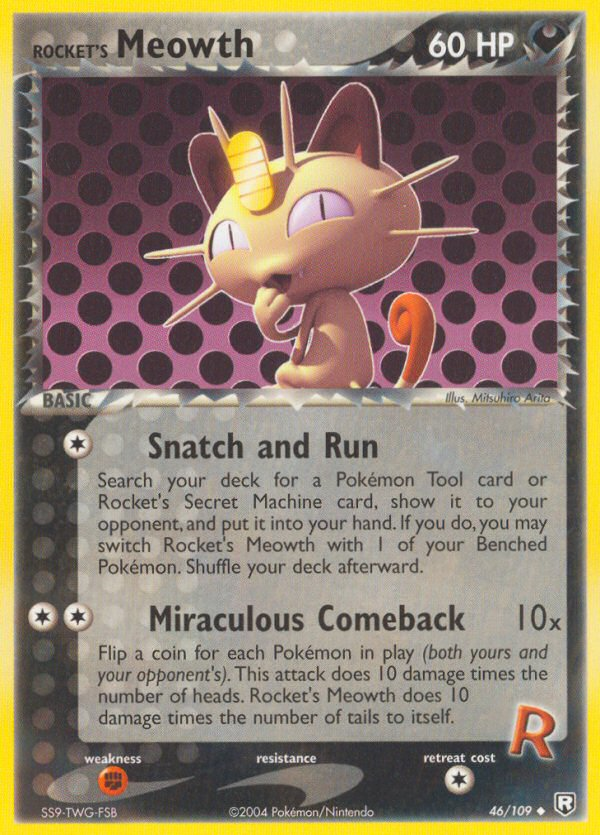 ROCKET'S Meowth 60 HP
BASIC
Illus. Mitsuhiro Arita
Snatch and Run
Search your deck for a Pokémon Tool card or
Rocket's Secret Machine card, show it to your
opponent, and put it into your hand. If you do, you may
switch Rocket's Meowth with 1 of your Benched
Pokémon. Shuffle your deck afterward.
Miraculous Comeback 10x
Flip a coin for each Pokémon in play (both yours and
your opponent's). This attack does 10 damage times the
number of heads. Rocket's Meowth does 10
damage times the number of tails to itself.
R
weakness resistance retreat cost
SS9-TWG-FSB ©2004 Pokémon/Nintendo 46/109 ◆ R